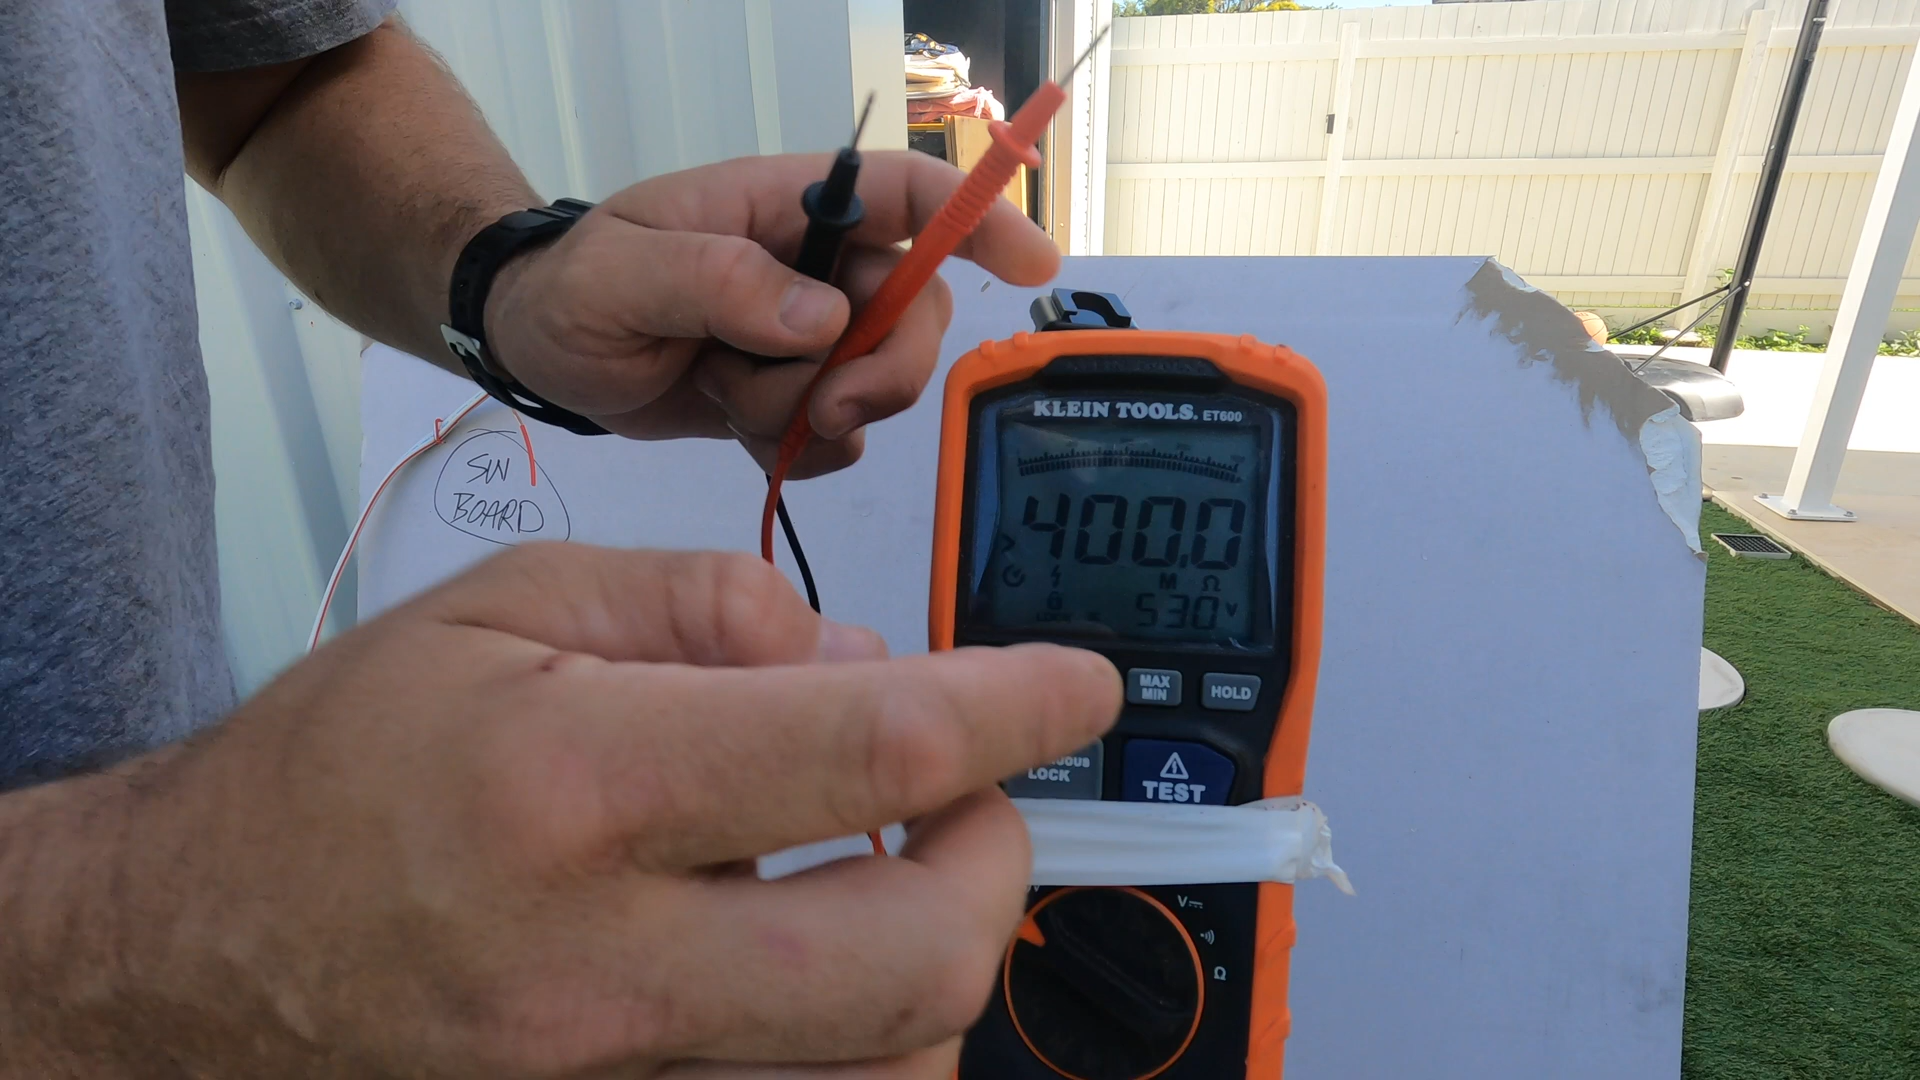 KLEIN TOOLS. ET600
400.0
>
M Ω
530 V
SW
BOARD
MAX
MIN
HOLD
LOCK
TEST
V
Ω